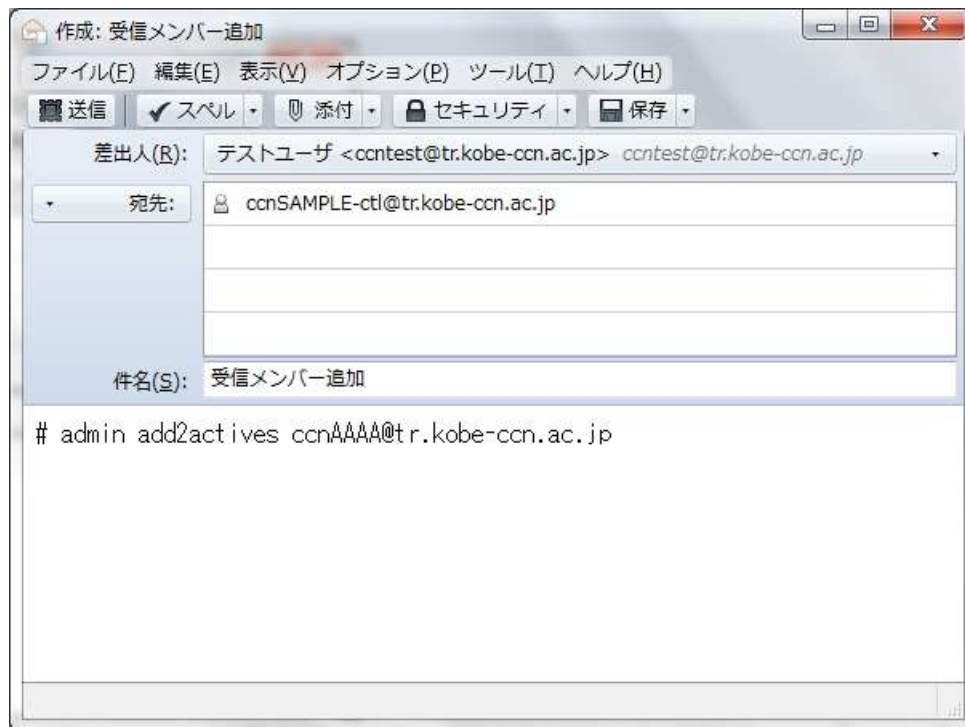 作成: 受信メンバー追加
ファイル(F) 編集(E) 表示(V) オプション(P) ツール(T) ヘルプ(H)
送信 スペル 添付 セキュリティ 保存
差出人(R): テストユーザ <ccntest@tr.kobe-ccn.ac.jp> ccntest@tr.kobe-ccn.ac.jp
宛先: ccnSAMPLE-ctl@tr.kobe-ccn.ac.jp
件名(S): 受信メンバー追加
# admin add2actives ccnAAAA@tr.kobe-ccn.ac.jp